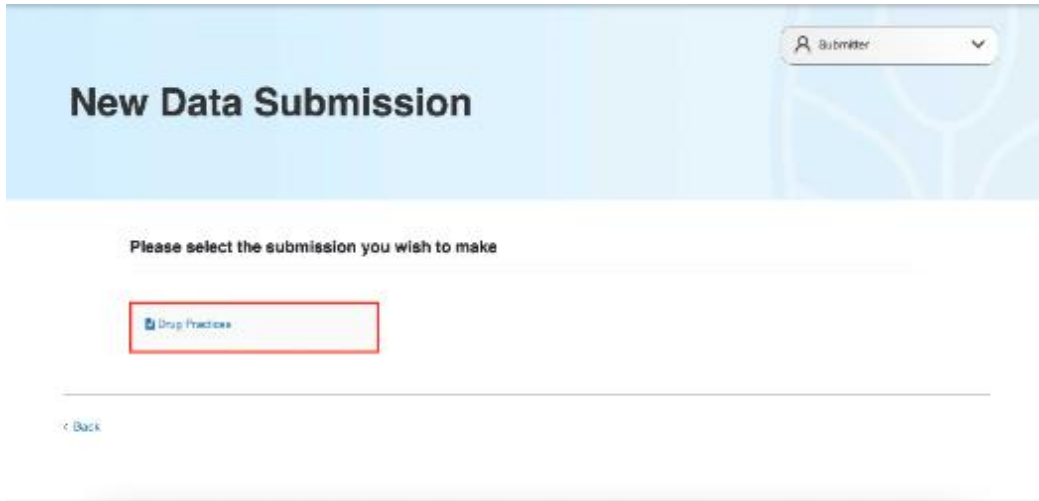 Submitter
New Data Submission
Please select the submission you wish to make
Drug Practices
< Back